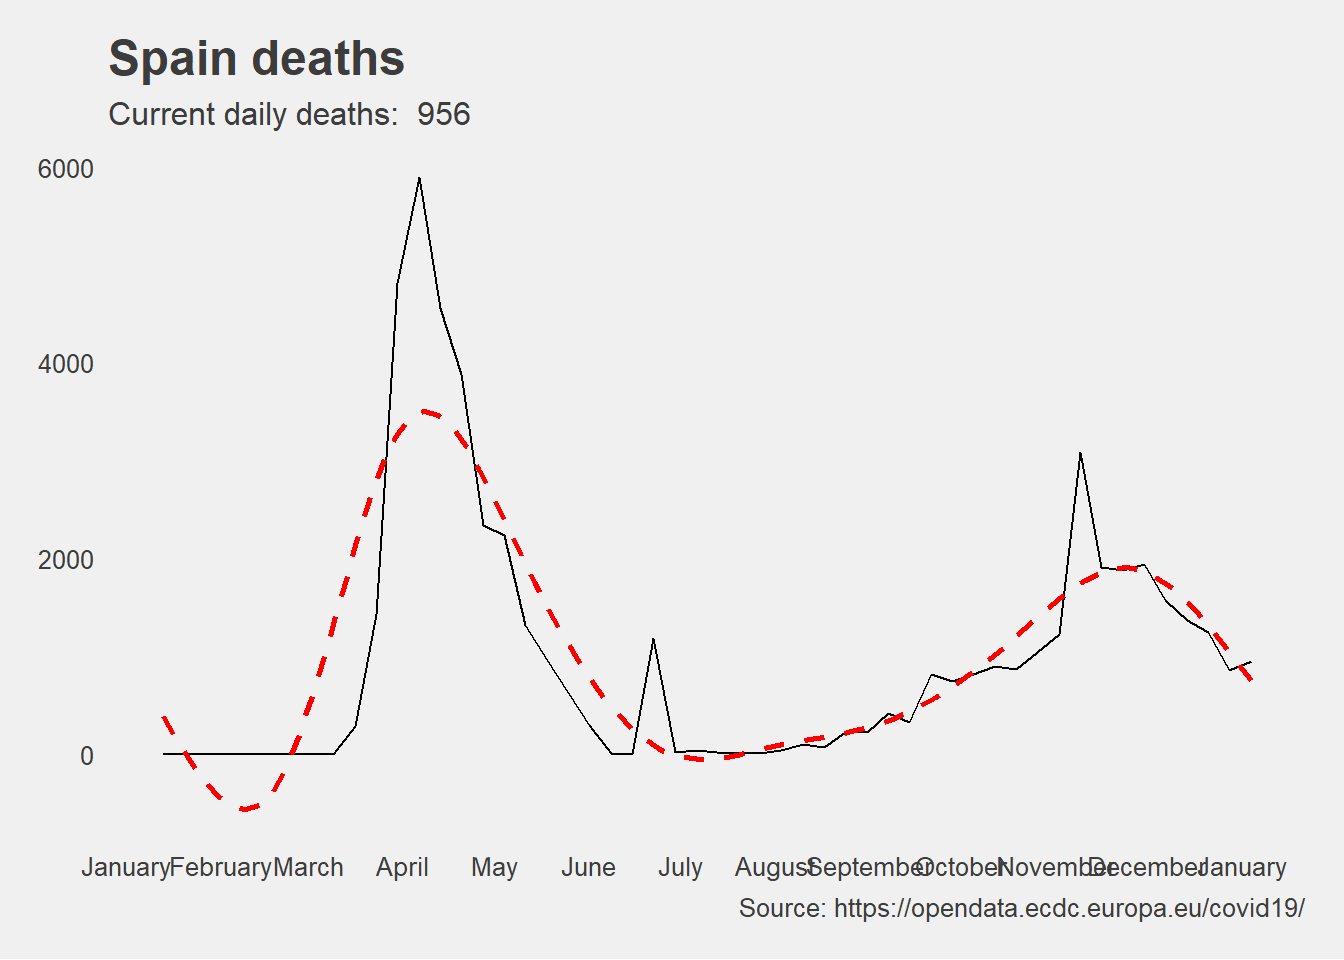 Spain deaths
Current daily deaths:  956
6000
4000
2000
0
January February March April May June July August September October November December January
Source: https://opendata.ecdc.europa.eu/covid19/